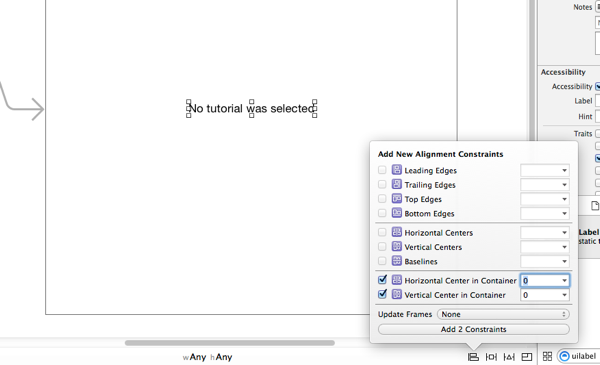 Notes
Accessibility
Accessibility
Label
Hint
Traits
No tutorial was selected
Add New Alignment Constraints
Leading Edges
Trailing Edges
Top Edges
Bottom Edges
Horizontal Centers
Vertical Centers
Baselines
Horizontal Center in Container 0
Vertical Center in Container 0
Update Frames None
Add 2 Constraints
Label
static t
wAny hAny
uilabel